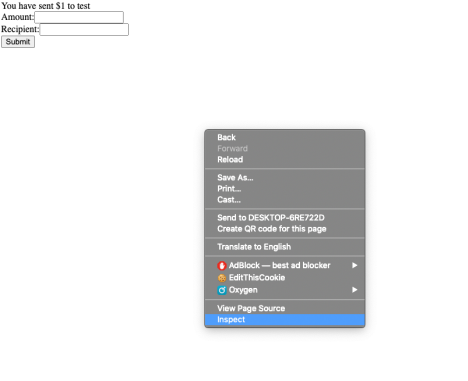 You have sent $1 to test
Amount:
Recipient:
Submit
Back
Forward
Reload
Save As...
Print...
Cast...
Send to DESKTOP-6RE722D
Create QR code for this page
Translate to English
AdBlock — best ad blocker
EditThisCookie
Oxygen
View Page Source
Inspect